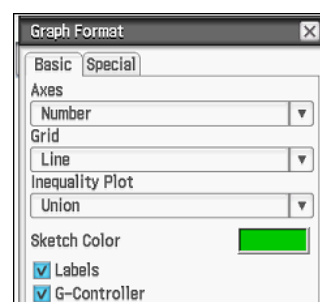 Graph Format
Basic Special
Axes
Number
Grid
Line
Inequality Plot
Union
Sketch Color
Labels
G-Controller